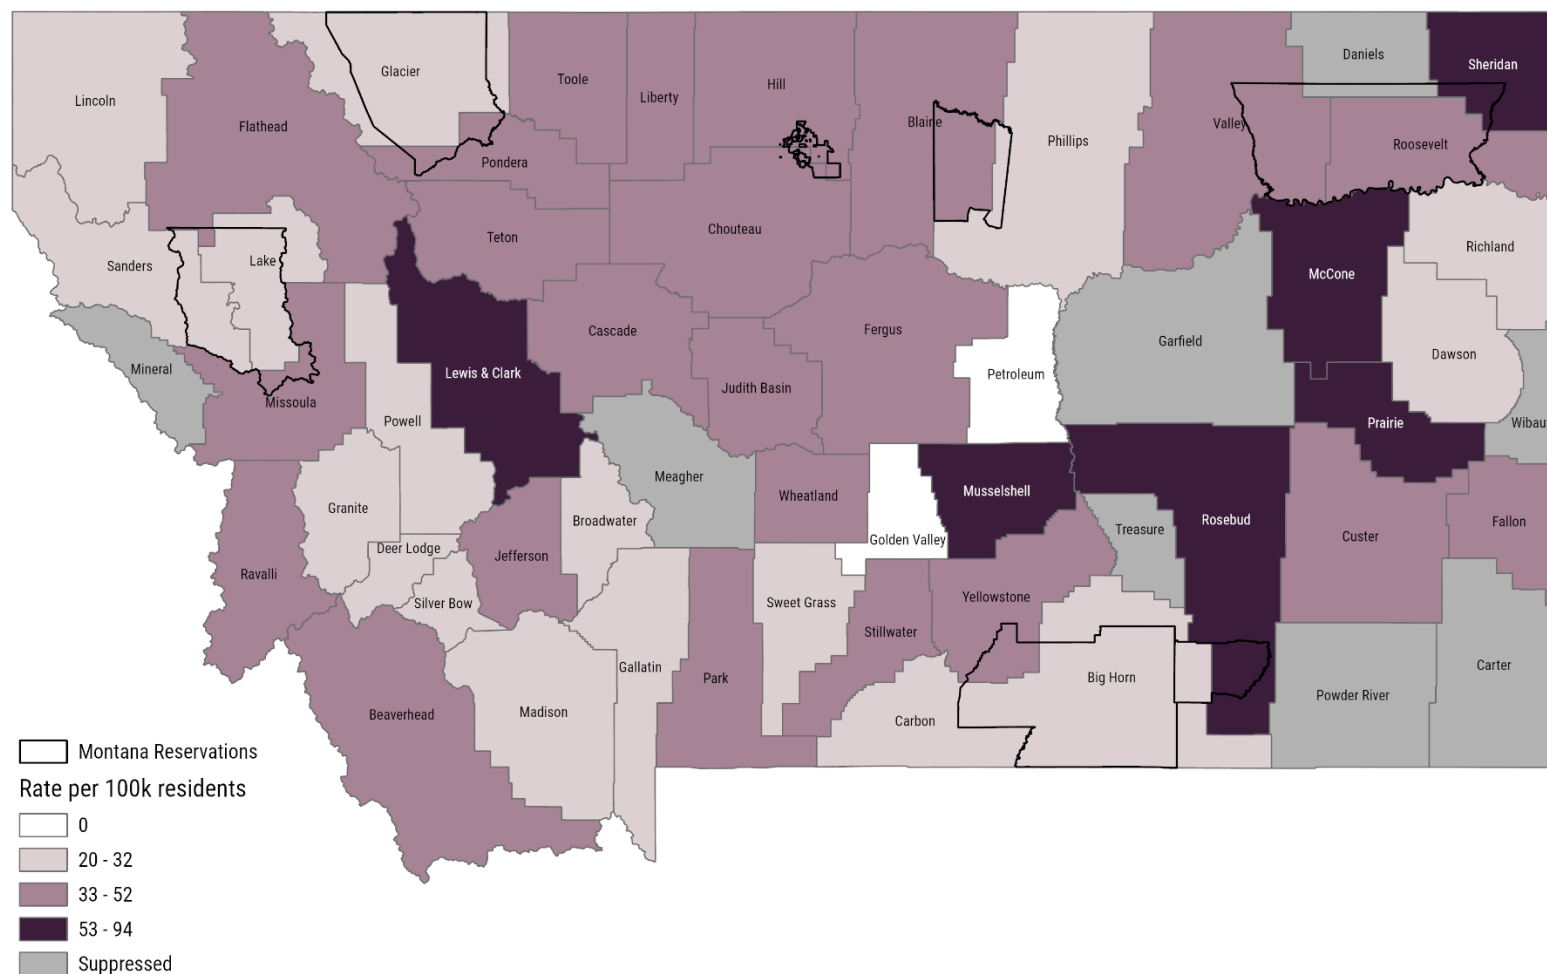 Daniels
Sheridan
Glacier
Toole
Hill
Liberty
Lincoln
Flathead
Blaine
Valley
Phillips
Roosevelt
Pondera
Chouteau
Teton
Richland
Sanders
Lake
McCone
Cascade
Fergus
Garfield
Dawson
Mineral
Lewis & Clark
Petroleum
Judith Basin
Missoula
Powell
Prairie
Wibau
Meagher
Musselshell
Wheatland
Granite
Broadwater
Rosebud
Fallon
Treasure
Custer
Golden Valley
Deer Lodge
Jefferson
Ravalli
Yellowstone
Silver Bow
Sweet Grass
Stillwater
Gallatin
Carter
Park
Big Horn
Powder River
Madison
Beaverhead
Carbon
Montana Reservations
Rate per 100k residents
0
20 - 32
33 - 52
53 - 94
Suppressed